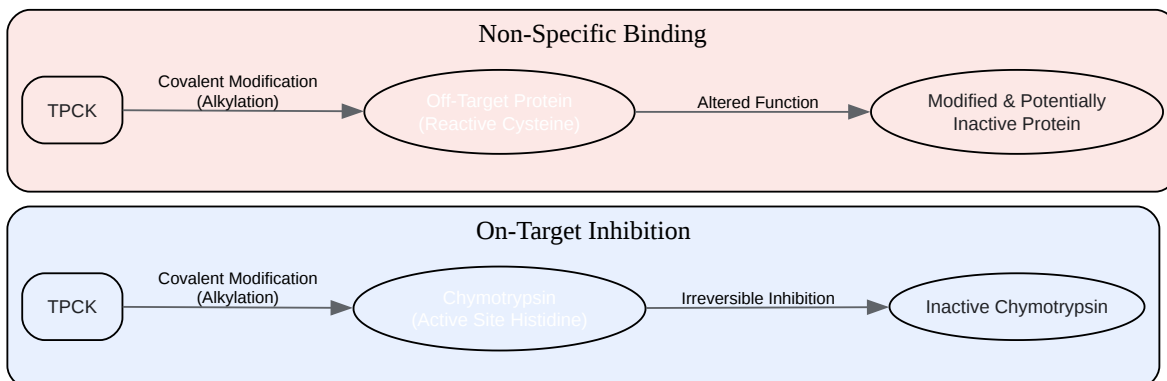 Non-Specific Binding
TPCK
Covalent Modification
(Alkylation)
Off-Target Protein
(Reactive Cysteine)
Altered Function
Modified & Potentially
Inactive Protein
On-Target Inhibition
TPCK
Covalent Modification
(Alkylation)
Chymotrypsin
(Active Site Histidine)
Irreversible Inhibition
Inactive Chymotrypsin